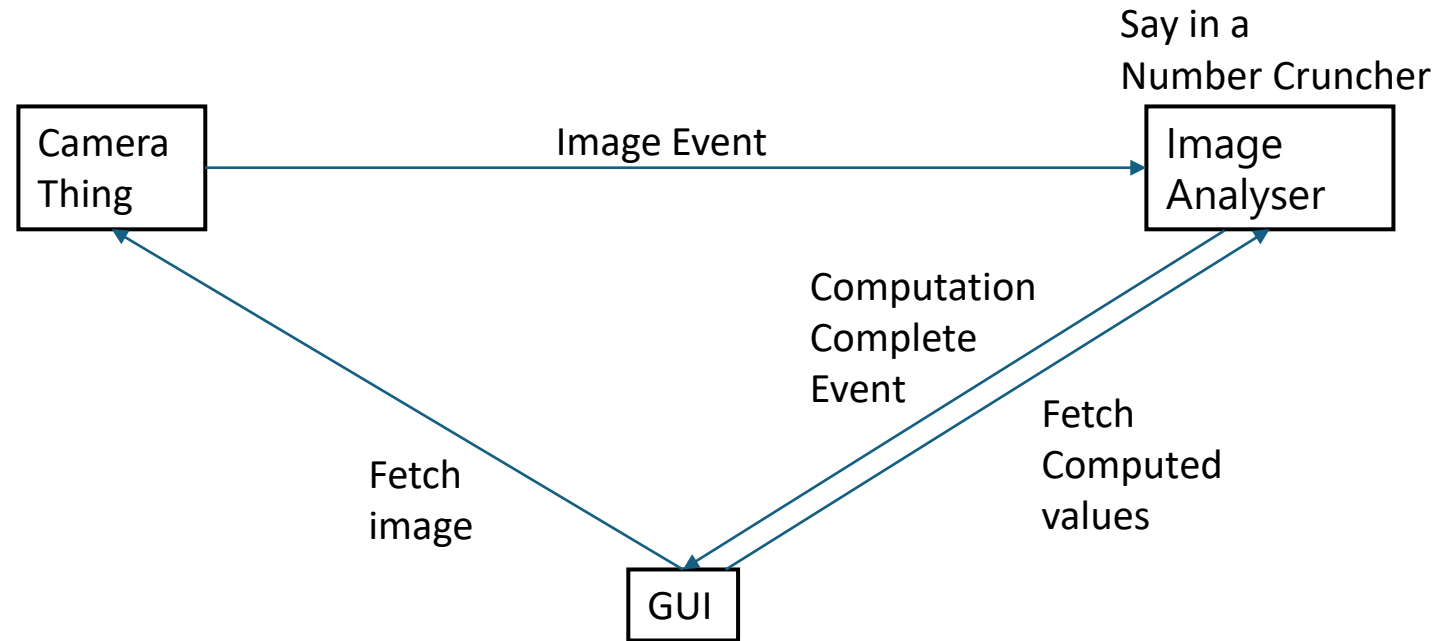 Say in a
Number Cruncher
Camera
Thing
Image Event
Image
Analyser
Computation
Complete
Event
Fetch
Computed
values
Fetch
image
GUI